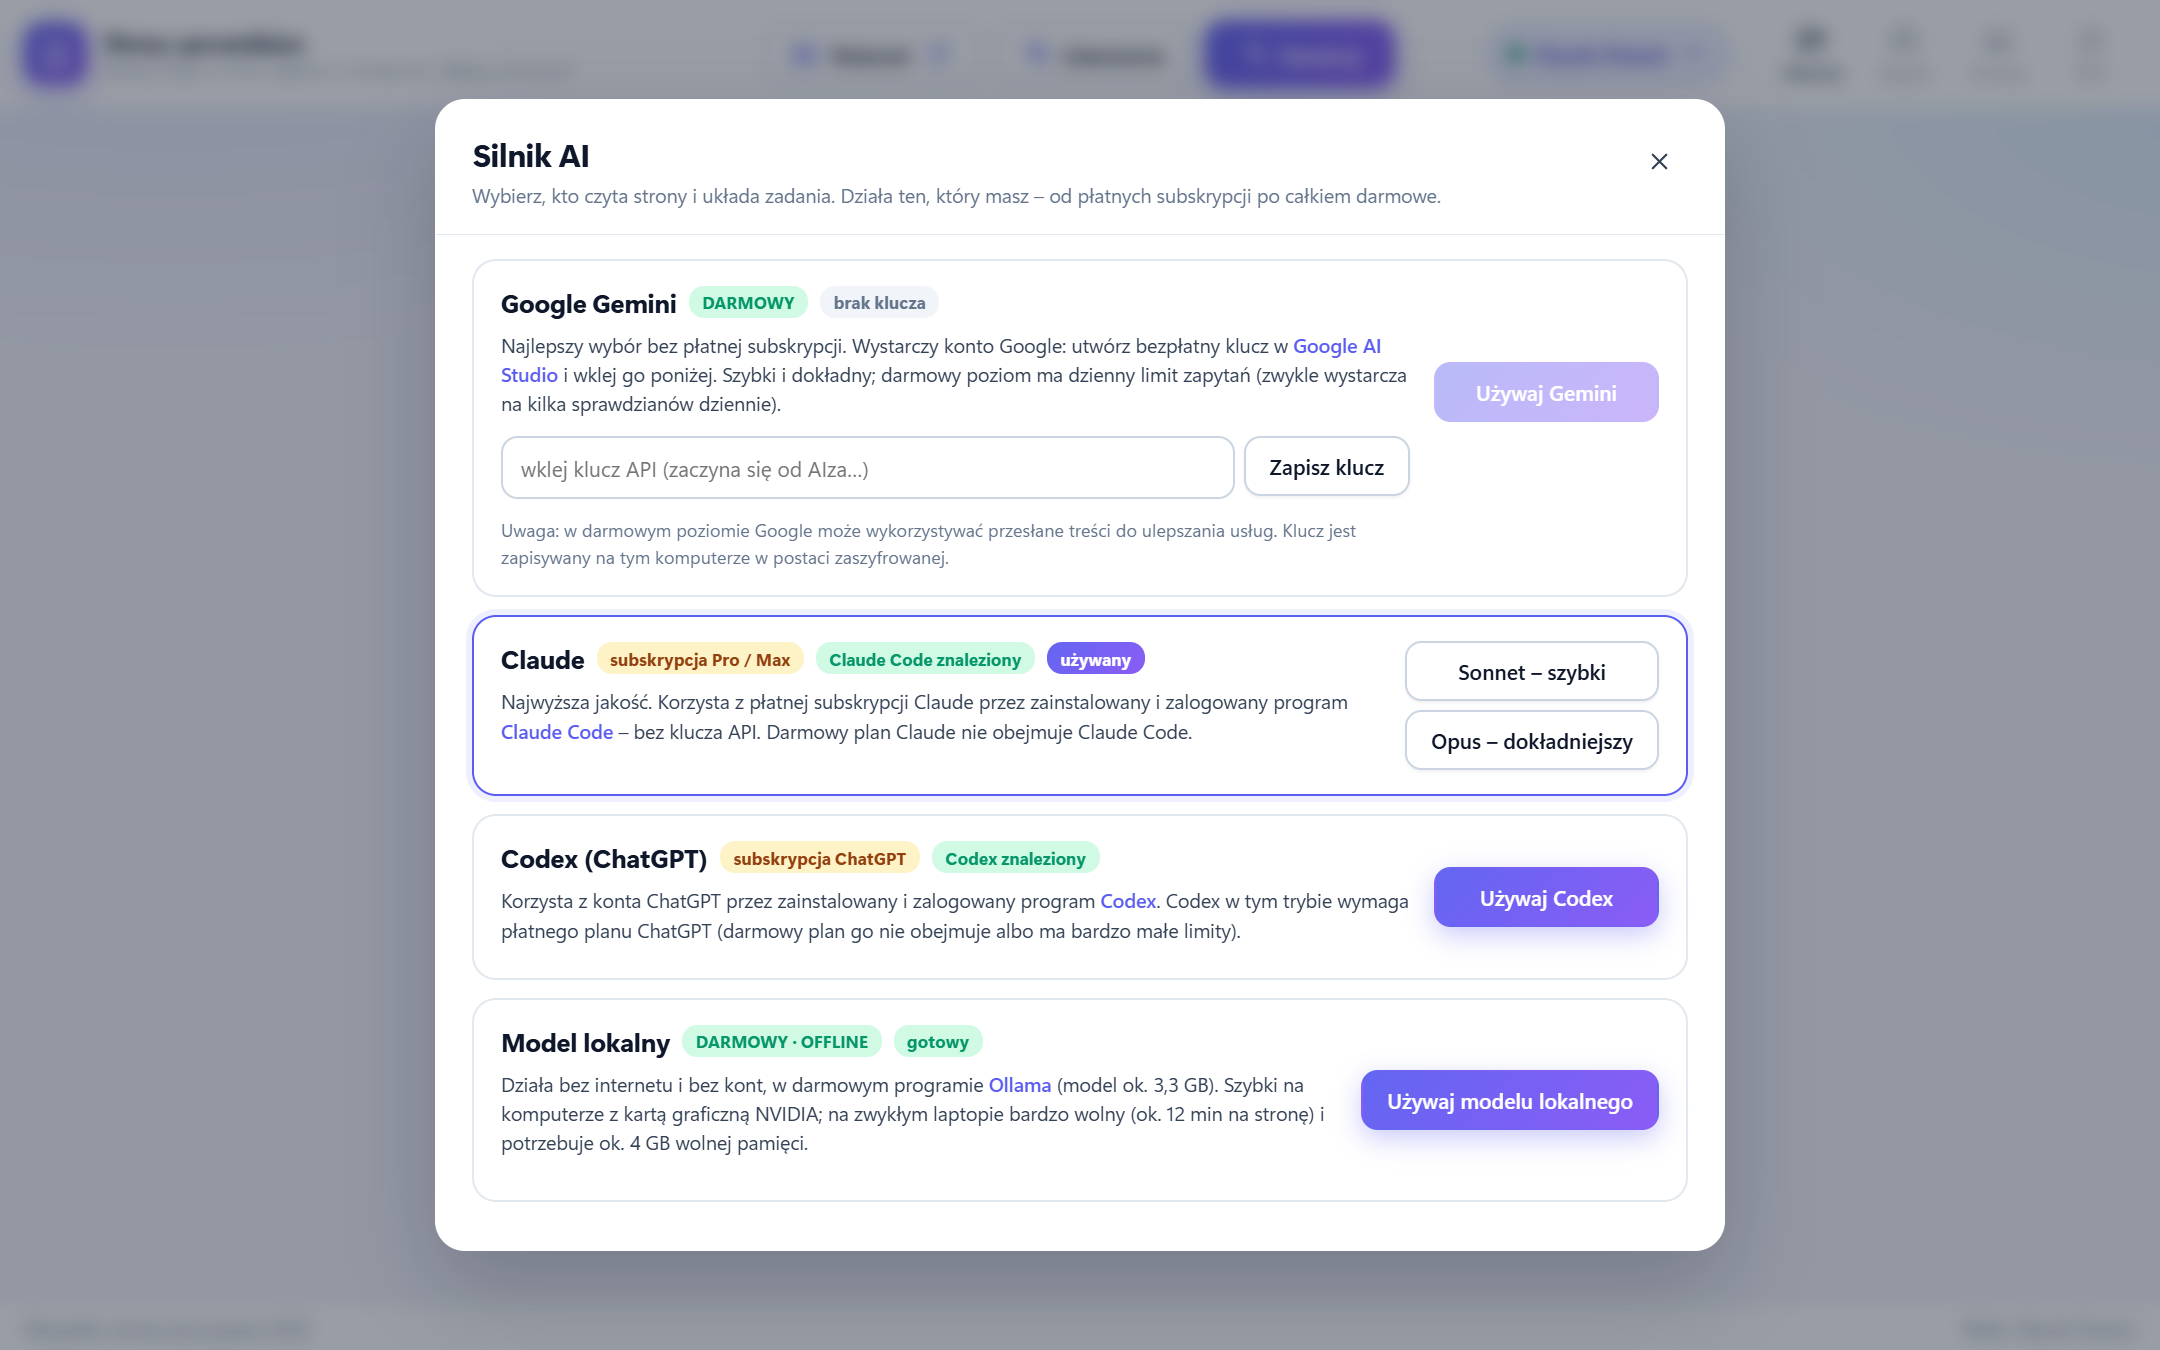 Silnik AI
Wybierz, kto czyta strony i układa zadania. Działa ten, który masz – od płatnych subskrypcji po całkiem darmowe.
Google Gemini DARMOWY brak klucza
Najlepszy wybór bez płatnej subskrypcji. Wystarczy konto Google: utwórz bezpłatny klucz w Google AI
Studio i wklej go poniżej. Szybki i dokładny; darmowy poziom ma dzienny limit zapytań (zwykle wystarcza
na kilka sprawdzianów dziennie).
Używaj Gemini
wklej klucz API (zaczyna się od AIza...)
Zapisz klucz
Uwaga: w darmowym poziomie Google może wykorzystywać przesłane treści do ulepszania usług. Klucz jest
zapisywany na tym komputerze w postaci zaszyfrowanej.
Claude subskrypcja Pro / Max Claude Code znaleziony używany
Najwyższa jakość. Korzysta z płatnej subskrypcji Claude przez zainstalowany i zalogowany program
Claude Code – bez klucza API. Darmowy plan Claude nie obejmuje Claude Code.
Sonnet – szybki
Opus – dokładniejszy
Codex (ChatGPT) subskrypcja ChatGPT Codex znaleziony
Korzysta z konta ChatGPT przez zainstalowany i zalogowany program Codex. Codex w tym trybie wymaga
płatnego planu ChatGPT (darmowy plan go nie obejmuje albo ma bardzo małe limity).
Używaj Codex
Model lokalny DARMOWY · OFFLINE gotowy
Działa bez internetu i bez kont, w darmowym programie Ollama (model ok. 3,3 GB). Szybki na
komputerze z kartą graficzną NVIDIA; na zwykłym laptopie bardzo wolny (ok. 12 min na stronę) i
potrzebuje ok. 4 GB wolnej pamięci.
Używaj modelu lokalnego